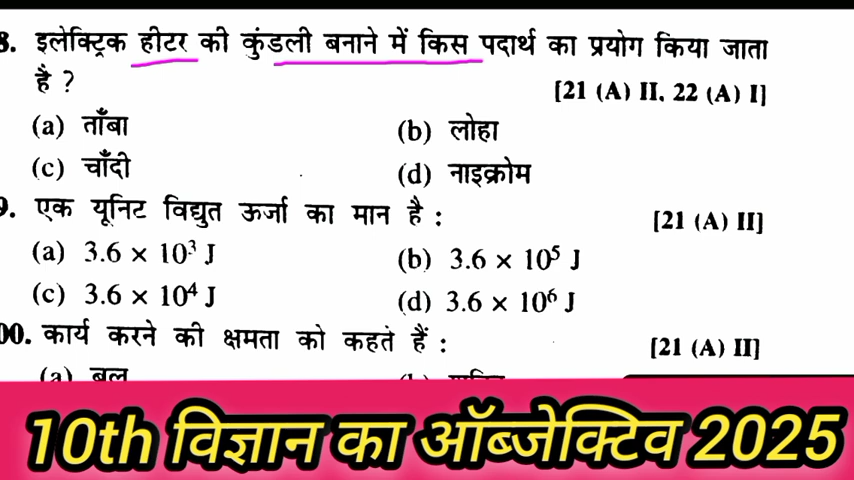 8. इलेक्ट्रिक हीटर की कुंडली बनाने में किस पदार्थ का प्रयोग किया जाता
है ? [21 (A) II, 22 (A) I]
(a) ताँबा (b) लोहा
(c) चाँदी (d) नाइक्रोम
9. एक यूनिट विद्युत ऊर्जा का मान है : [21 (A) II]
(a) 3.6 × 10³ J (b) 3.6 × 10⁵ J
(c) 3.6 × 10⁴ J (d) 3.6 × 10⁶ J
00. कार्य करने की क्षमता को कहते हैं : [21 (A) II]
(a) बल
10th विज्ञान का ऑब्जेक्टिव 2025